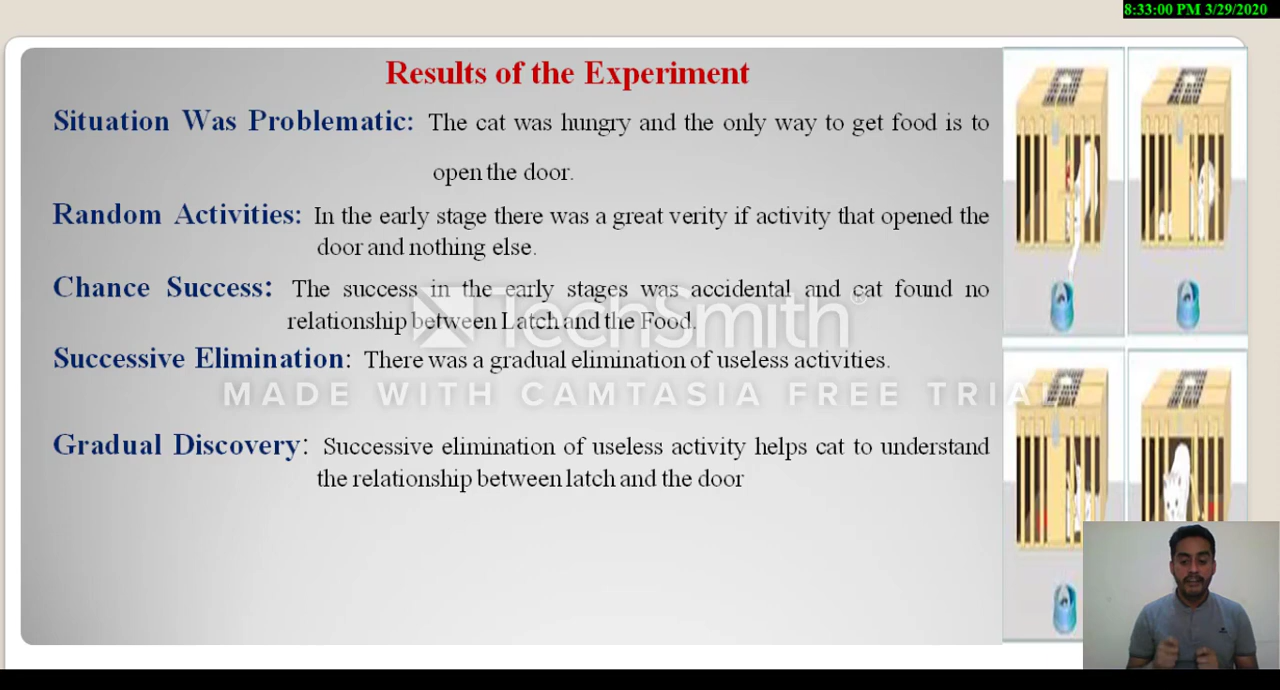 8:33:00 PM 3/29/2020
Results of the Experiment
Situation Was Problematic: The cat was hungry and the only way to get food is to
open the door.
Random Activities: In the early stage there was a great verity if activity that opened the
door and nothing else.
Chance Success: The success in the early stages was accidental and cat found no
relationship between Latch and the Food.
TechSmith®
Successive Elimination: There was a gradual elimination of useless activities.
MADE WITH CAMTASIA FREE TRIAL
Gradual Discovery: Successive elimination of useless activity helps cat to understand
the relationship between latch and the door